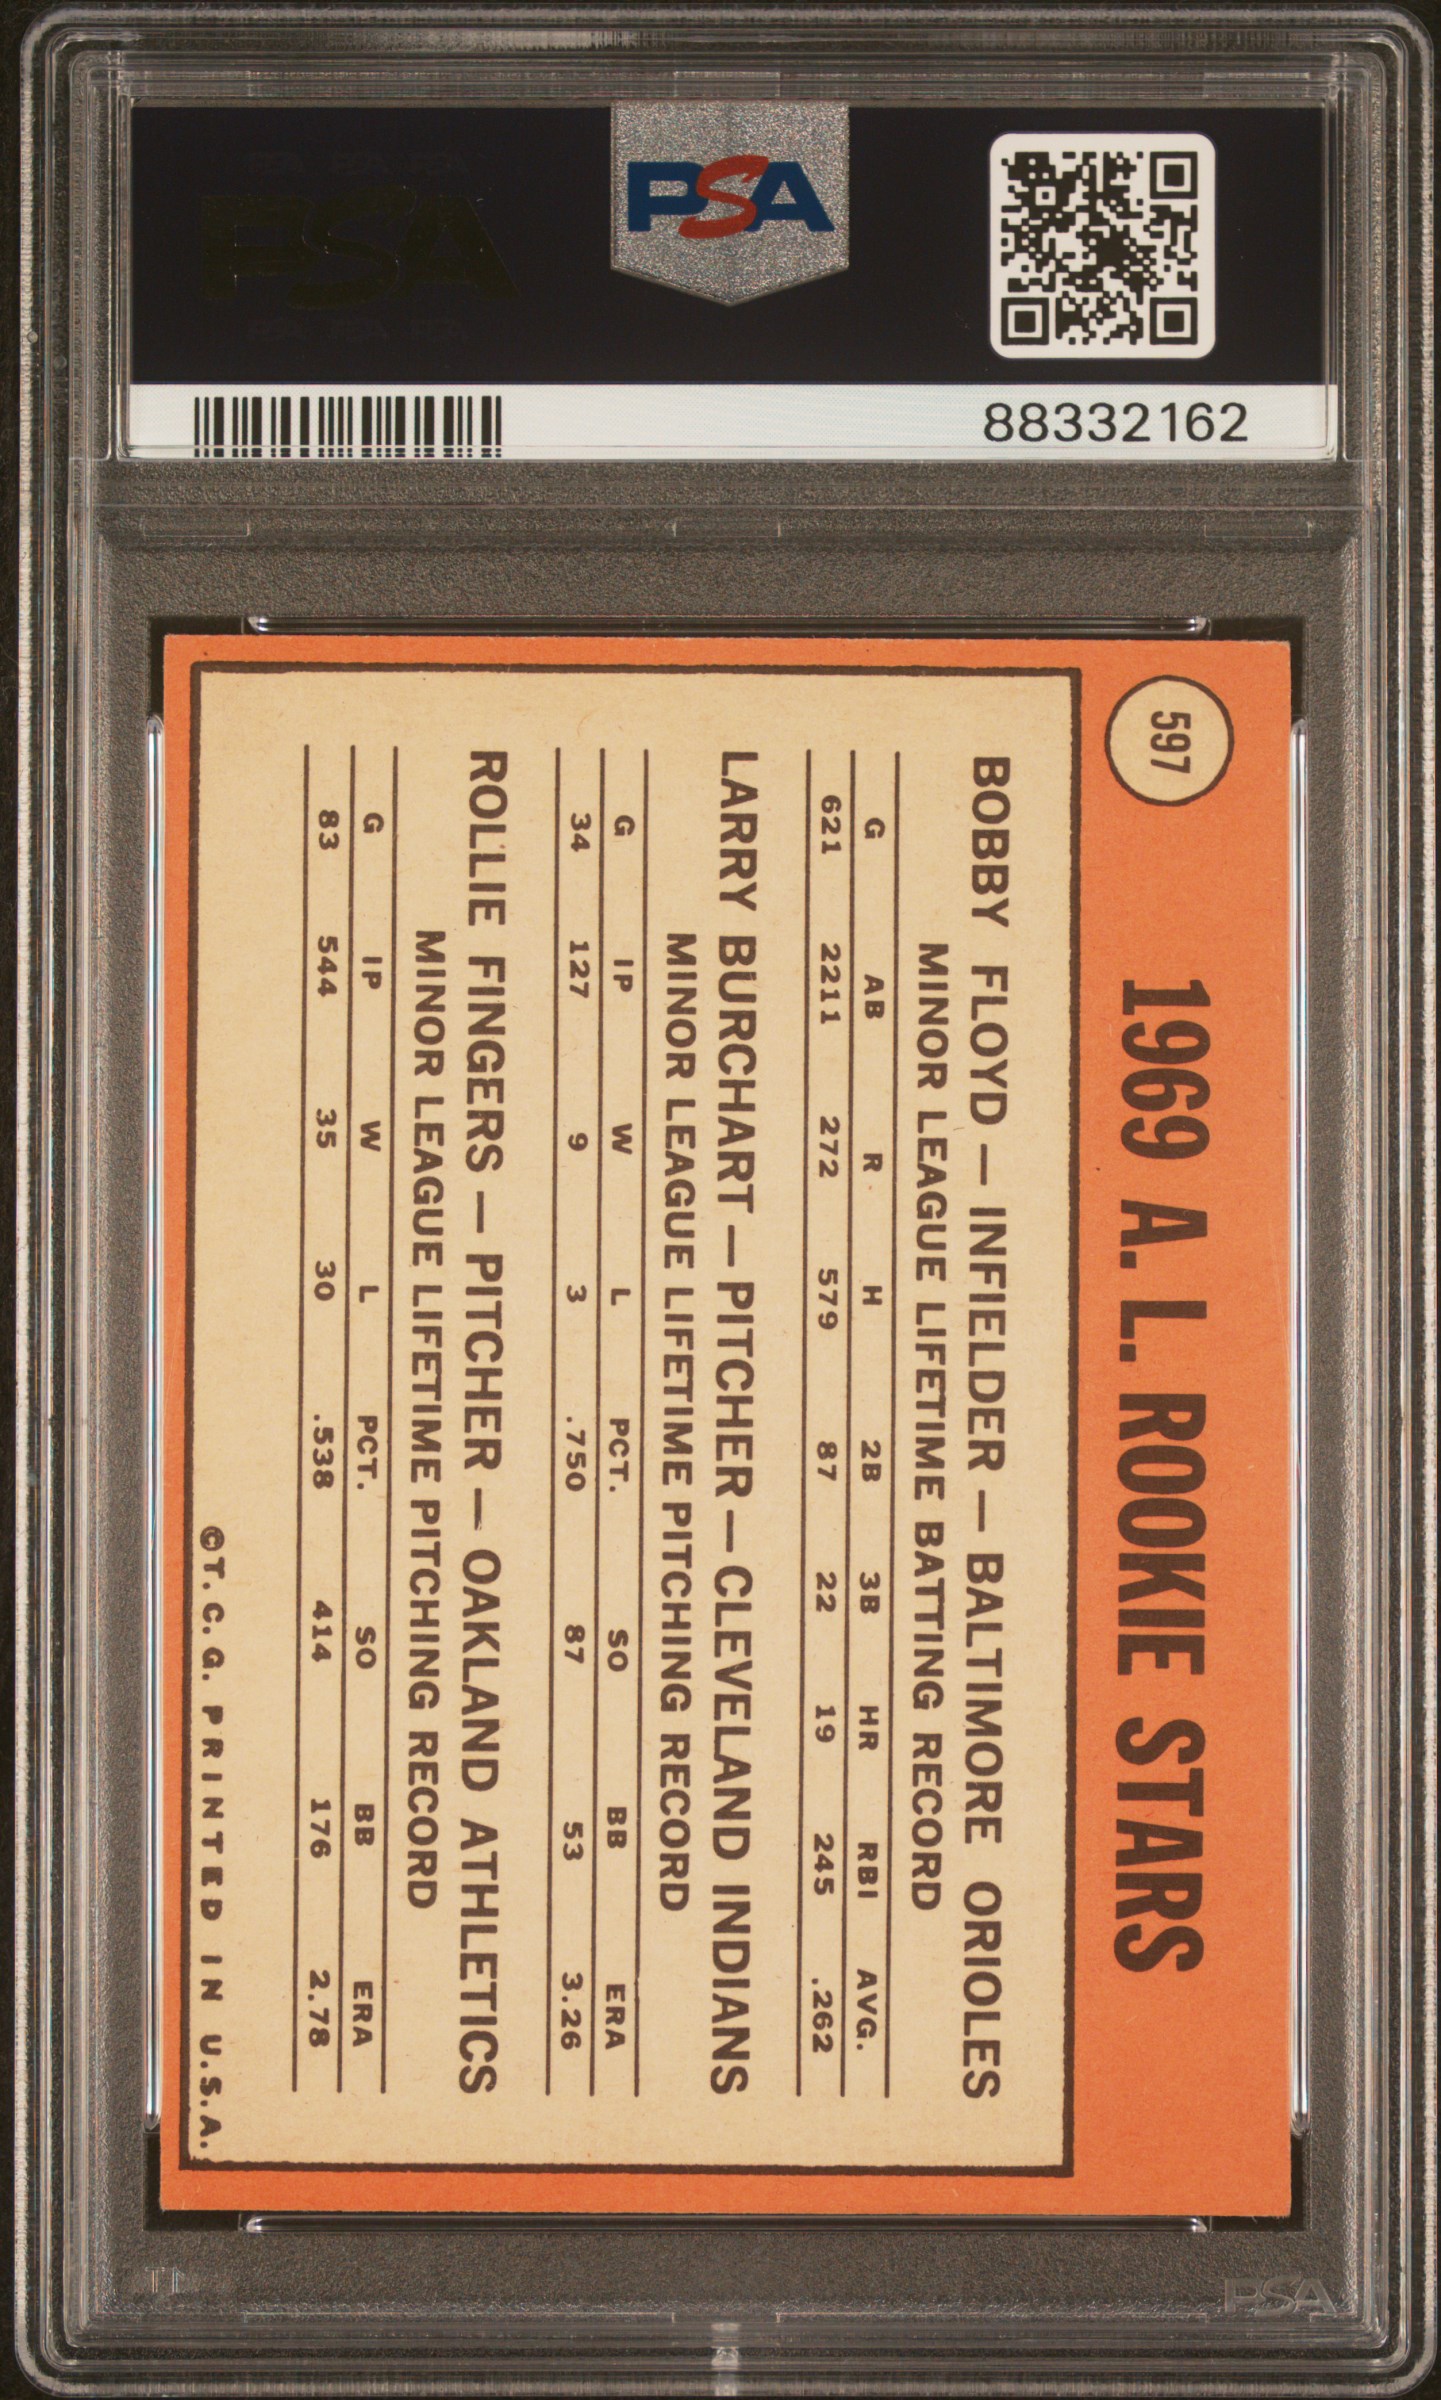 PSA
PSA
88332162
597
1969 A. L. ROOKIE STARS
BOBBY FLOYD — INFIELDER — BALTIMORE ORIOLES
MINOR LEAGUE LIFETIME BATTING RECORD
G AB R H 2B 3B HR RBI AVG.
621 2211 272 579 87 22 19 245 .262
LARRY BURCHART — PITCHER — CLEVELAND INDIANS
MINOR LEAGUE LIFETIME PITCHING RECORD
G IP W L PCT. SO BB ERA
34 127 9 3 .750 87 53 3.26
ROLLIE FINGERS — PITCHER — OAKLAND ATHLETICS
MINOR LEAGUE LIFETIME PITCHING RECORD
G IP W L PCT. SO BB ERA
83 544 35 30 .538 414 176 2.78
©T.C.G. PRINTED IN U.S.A.
PSA